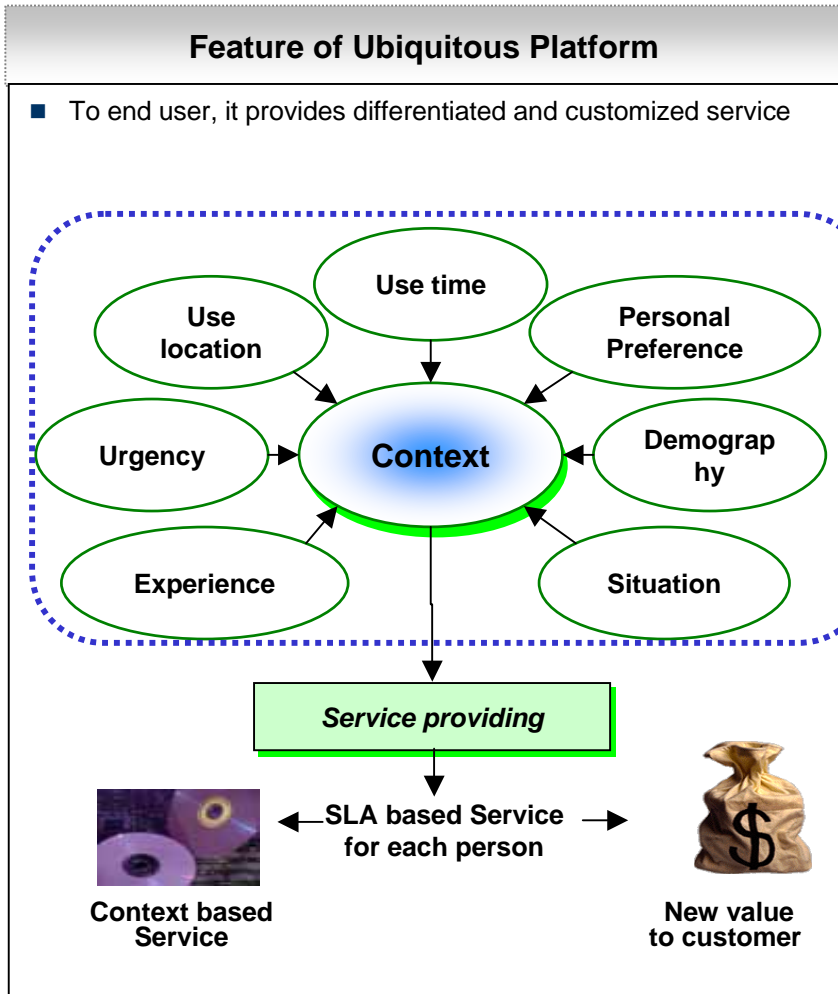 Feature of Ubiquitous Platform
To end user, it provides differentiated and customized service
Use time
Use
location
Personal
Preference
Urgency
Context
Demograp
hy
Experience
Situation
Service providing
SLA based Service
for each person
$
Context based
Service
New value
to customer